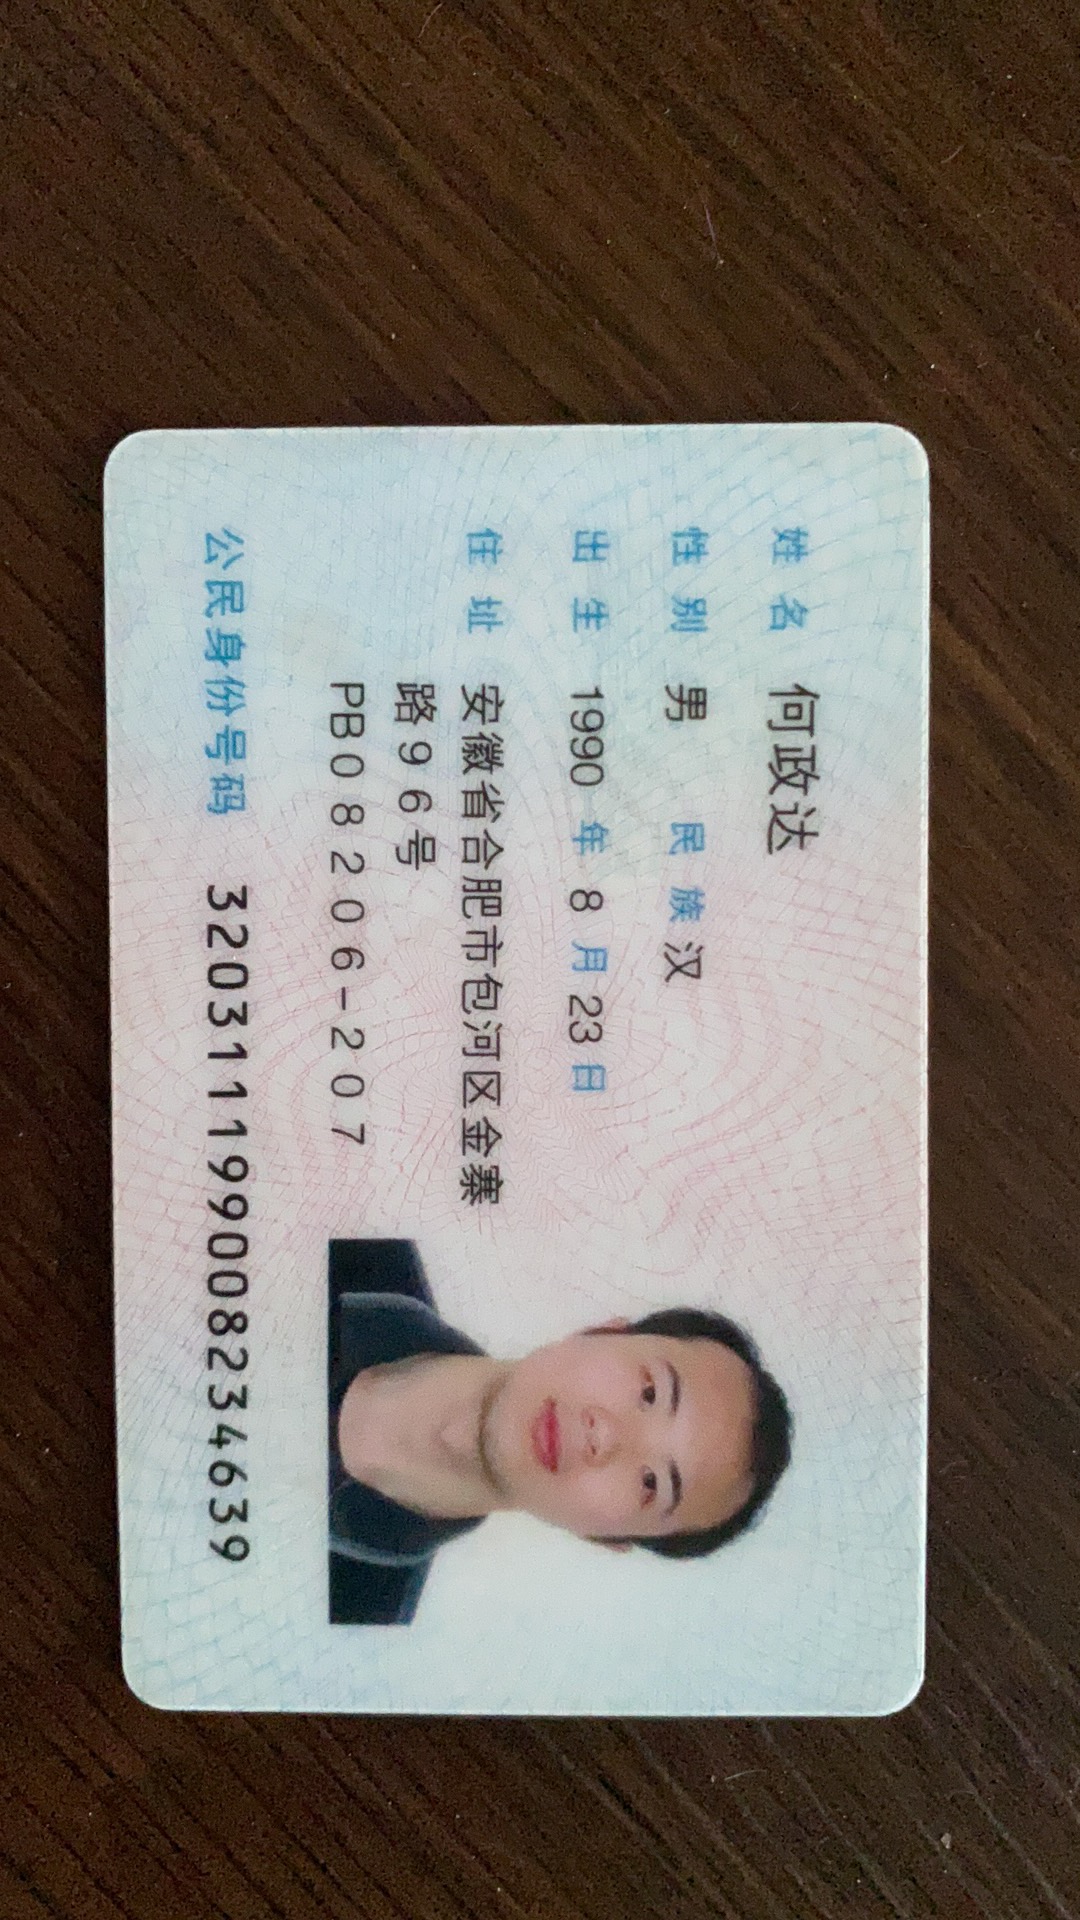 姓名 何政达
性别 男 民族 汉
出生 1990 年 8 月 23 日
住址 安徽省合肥市包河区金寨
路96号
PB08206-207
公民身份号码 320311199008234639